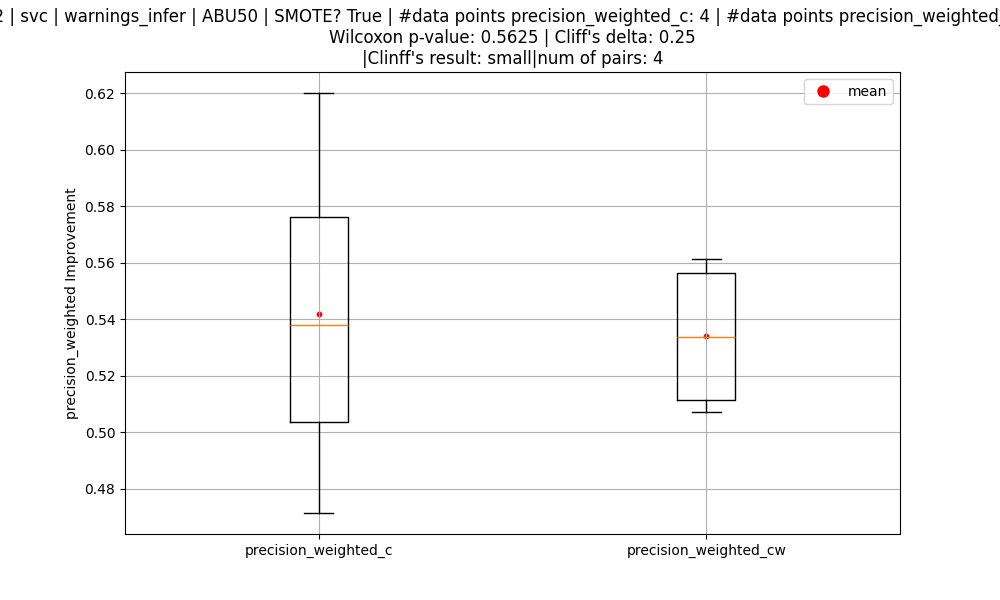 2 | svc | warnings_infer | ABU50 | SMOTE? True | #data points precision_weighted_c: 4 | #data points precision_weighted_
Wilcoxon p-value: 0.5625 | Cliff's delta: 0.25
|Clinff's result: small|num of pairs: 4
mean
0.62
0.60
0.58
0.56
0.54
0.52
0.50
0.48
precision_weighted Improvement
precision_weighted_c
precision_weighted_cw